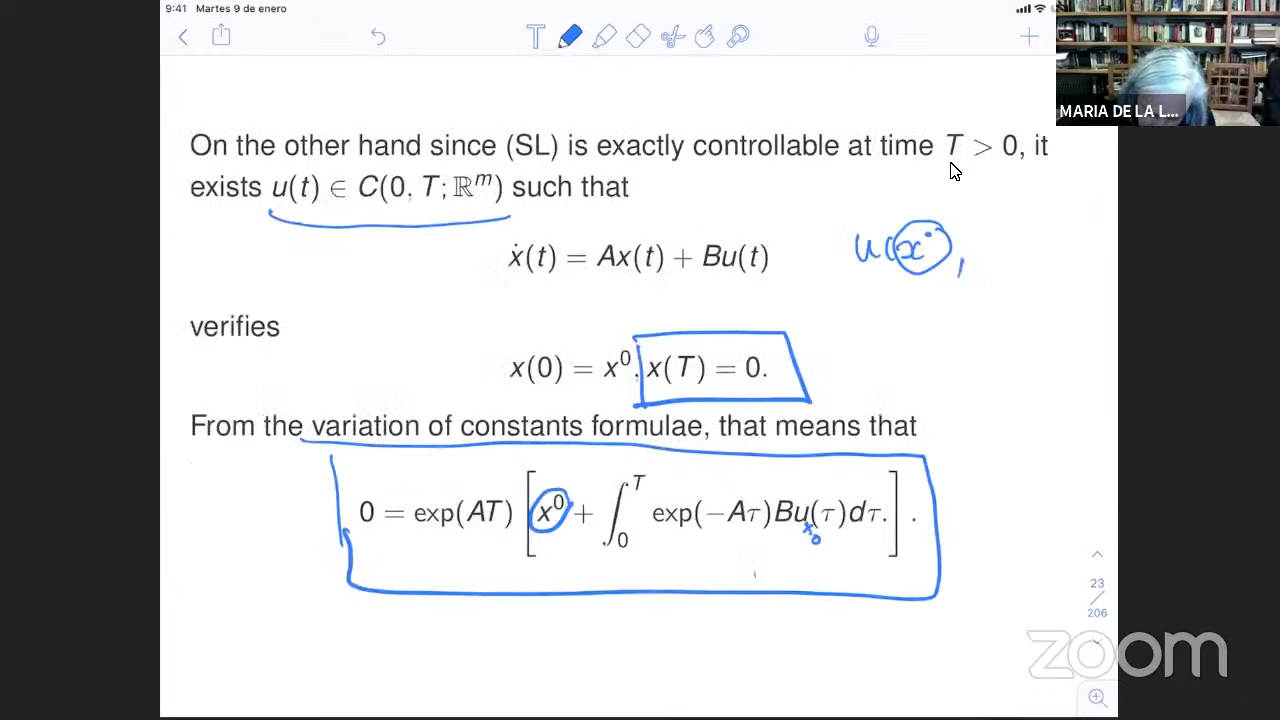 9:41 Martes 9 de enero
MARIA DE LA L...
On the other hand since (SL) is exactly controllable at time T > 0, it
exists u(t) ∈ C(0, T; ℝᵐ) such that
ẋ(t) = Ax(t) + Bu(t)
u(x°),
verifies
x(0) = x⁰, x(T) = 0.
From the variation of constants formulae, that means that
0 = exp(AT) [x⁰ + ∫₀ᵀ exp(−Aτ)Bu(τ)dτ.] .
x₀
23
206
zoom